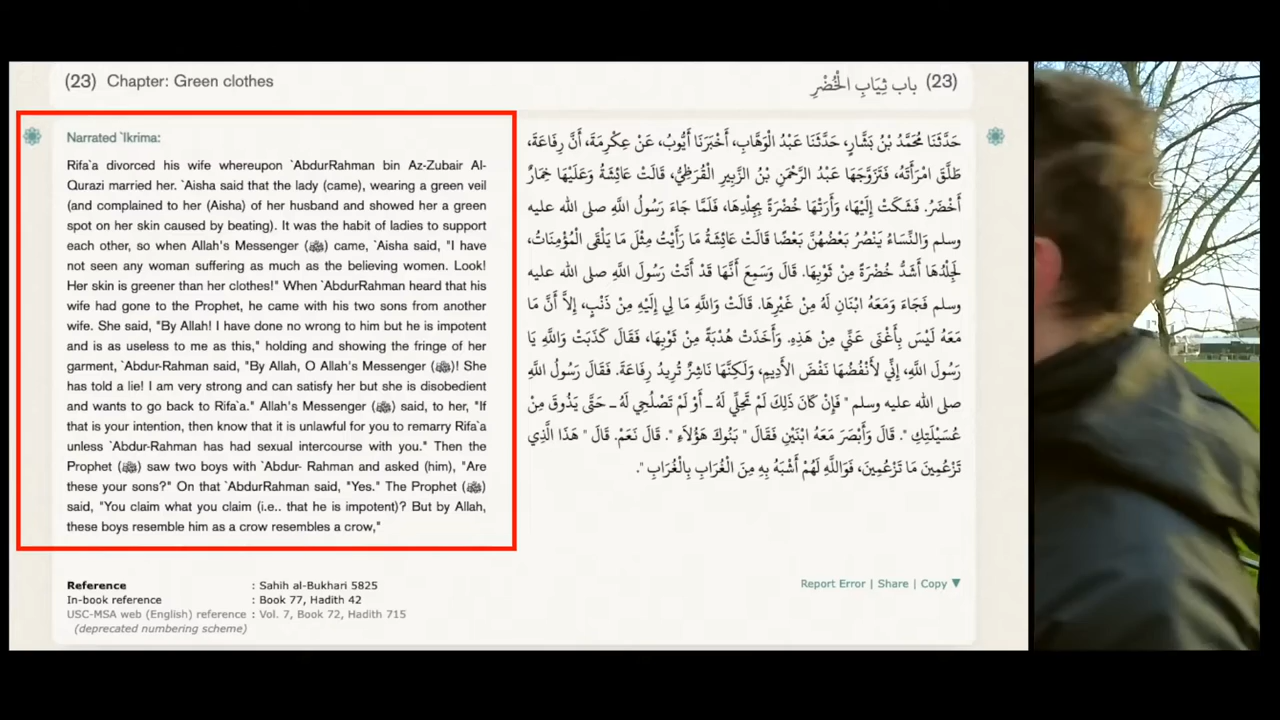 (23) Chapter: Green clothes
(23) باب ثِيَابِ الْخُضْرِ
Narrated `Ikrima:
Rifa`a divorced his wife whereupon `AbdurRahman bin Az-Zubair Al-
Qurazi married her. `Aisha said that the lady (came), wearing a green veil
(and complained to her (Aisha) of her husband and showed her a green
spot on her skin caused by beating). It was the habit of ladies to support
each other, so when Allah's Messenger (ﷺ) came, `Aisha said, "I have
not seen any woman suffering as much as the believing women. Look!
Her skin is greener than her clothes!" When `AbdurRahman heard that his
wife had gone to the Prophet, he came with his two sons from another
wife. She said, "By Allah! I have done no wrong to him but he is impotent
and is as useless to me as this," holding and showing the fringe of her
garment, `Abdur-Rahman said, "By Allah, O Allah's Messenger (ﷺ)! She
has told a lie! I am very strong and can satisfy her but she is disobedient
and wants to go back to Rifa`a." Allah's Messenger (ﷺ) said, to her, "If
that is your intention, then know that it is unlawful for you to remarry Rifa`a
unless `Abdur-Rahman has had sexual intercourse with you." Then the
Prophet (ﷺ) saw two boys with `Abdur- Rahman and asked (him), "Are
these your sons?" On that `AbdurRahman said, "Yes." The Prophet (ﷺ)
said, "You claim what you claim (i.e.. that he is impotent)? But by Allah,
these boys resemble him as a crow resembles a crow,"
حَدَّثَنَا مُحَمَّدُ بْنُ بَشَّارٍ، حَدَّثَنَا عَبْدُ الْوَهَّابِ، أَخْبَرَنَا أَيُّوبُ، عَنْ عِكْرِمَةَ، أَنَّ رِفَاعَةَ،
طَلَّقَ امْرَأَتَهُ، فَتَزَوَّجَهَا عَبْدُ الرَّحْمَنِ بْنُ الزَّبِيرِ الْقُرَظِيُّ، قَالَتْ عَائِشَةُ وَعَلَيْهَا خِمَارٌ
أَخْضَرُ. فَشَكَتْ إِلَيْهَا، وَأَرَتْهَا خُضْرَةً بِجِلْدِهَا، فَلَمَّا جَاءَ رَسُولُ اللَّهِ صلى الله عليه
وسلم وَالنِّسَاءُ يَنْصُرُ بَعْضُهُنَّ بَعْضًا قَالَتْ عَائِشَةُ مَا رَأَيْتُ مِثْلَ مَا يَلْقَى الْمُؤْمِنَاتُ،
لَجِلْدُهَا أَشَدُّ خُضْرَةً مِنْ ثَوْبِهَا. قَالَ وَسَمِعَ أَنَّهَا قَدْ أَتَتْ رَسُولَ اللَّهِ صلى الله عليه
وسلم فَجَاءَ وَمَعَهُ ابْنَانِ لَهُ مِنْ غَيْرِهَا. قَالَتْ وَاللَّهِ مَا لِي إِلَيْهِ مِنْ ذَنْبٍ، إِلاَّ أَنَّ مَا
مَعَهُ لَيْسَ بِأَغْنَى عَنِّي مِنْ هَذِهِ. وَأَخَذَتْ هُدْبَةً مِنْ ثَوْبِهَا، فَقَالَ كَذَبَتْ وَاللَّهِ يَا
رَسُولَ اللَّهِ، إِنِّي لأَنْفُضُهَا نَفْضَ الأَدِيمِ، وَلَكِنَّهَا نَاشِزٌ تُرِيدُ رِفَاعَةَ. فَقَالَ رَسُولُ اللَّهِ
صلى الله عليه وسلم " فَإِنْ كَانَ ذَلِكَ لَمْ تَحِلِّي لَهُ ـ أَوْ لَمْ تَصْلُحِي لَهُ ـ حَتَّى يَذُوقَ مِنْ
عُسَيْلَتِكِ ". قَالَ وَأَبْصَرَ مَعَهُ ابْنَيْنِ فَقَالَ " بَنُوكَ هَؤُلاَءِ ". قَالَ نَعَمْ. قَالَ " هَذَا الَّذِي
تَزْعُمِينَ مَا تَزْعُمِينَ، فَوَاللَّهِ لَهُمْ أَشْبَهُ بِهِ مِنَ الْغُرَابِ بِالْغُرَابِ ".
Reference : Sahih al-Bukhari 5825
In-book reference : Book 77, Hadith 42
USC-MSA web (English) reference : Vol. 7, Book 72, Hadith 715
(deprecated numbering scheme)
Report Error | Share | Copy ▼